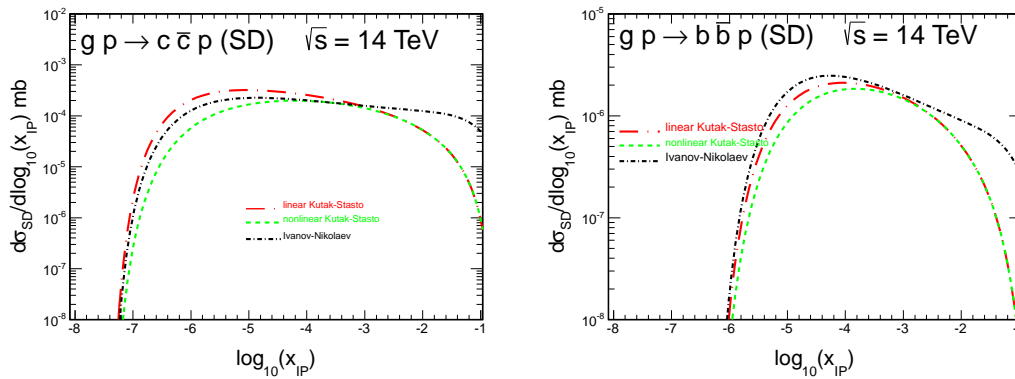 g p → c c̅ p (SD) √s = 14 TeV
dσ_SD/dlog₁₀(x_IP) mb
10⁻²
10⁻³
10⁻⁴
10⁻⁵
10⁻⁶
10⁻⁷
10⁻⁸
linear Kutak-Stasto
nonlinear Kutak-Stasto
Ivanov-Nikolaev
-8 -7 -6 -5 -4 -3 -2 -1
log₁₀(x_IP)
g p → b b̅ p (SD) √s = 14 TeV
dσ_SD/dlog₁₀(x_IP) mb
10⁻⁵
10⁻⁶
10⁻⁷
10⁻⁸
linear Kutak-Stasto
nonlinear Kutak-Stasto
Ivanov-Nikolaev
-8 -7 -6 -5 -4 -3 -2 -1
log₁₀(x_IP)